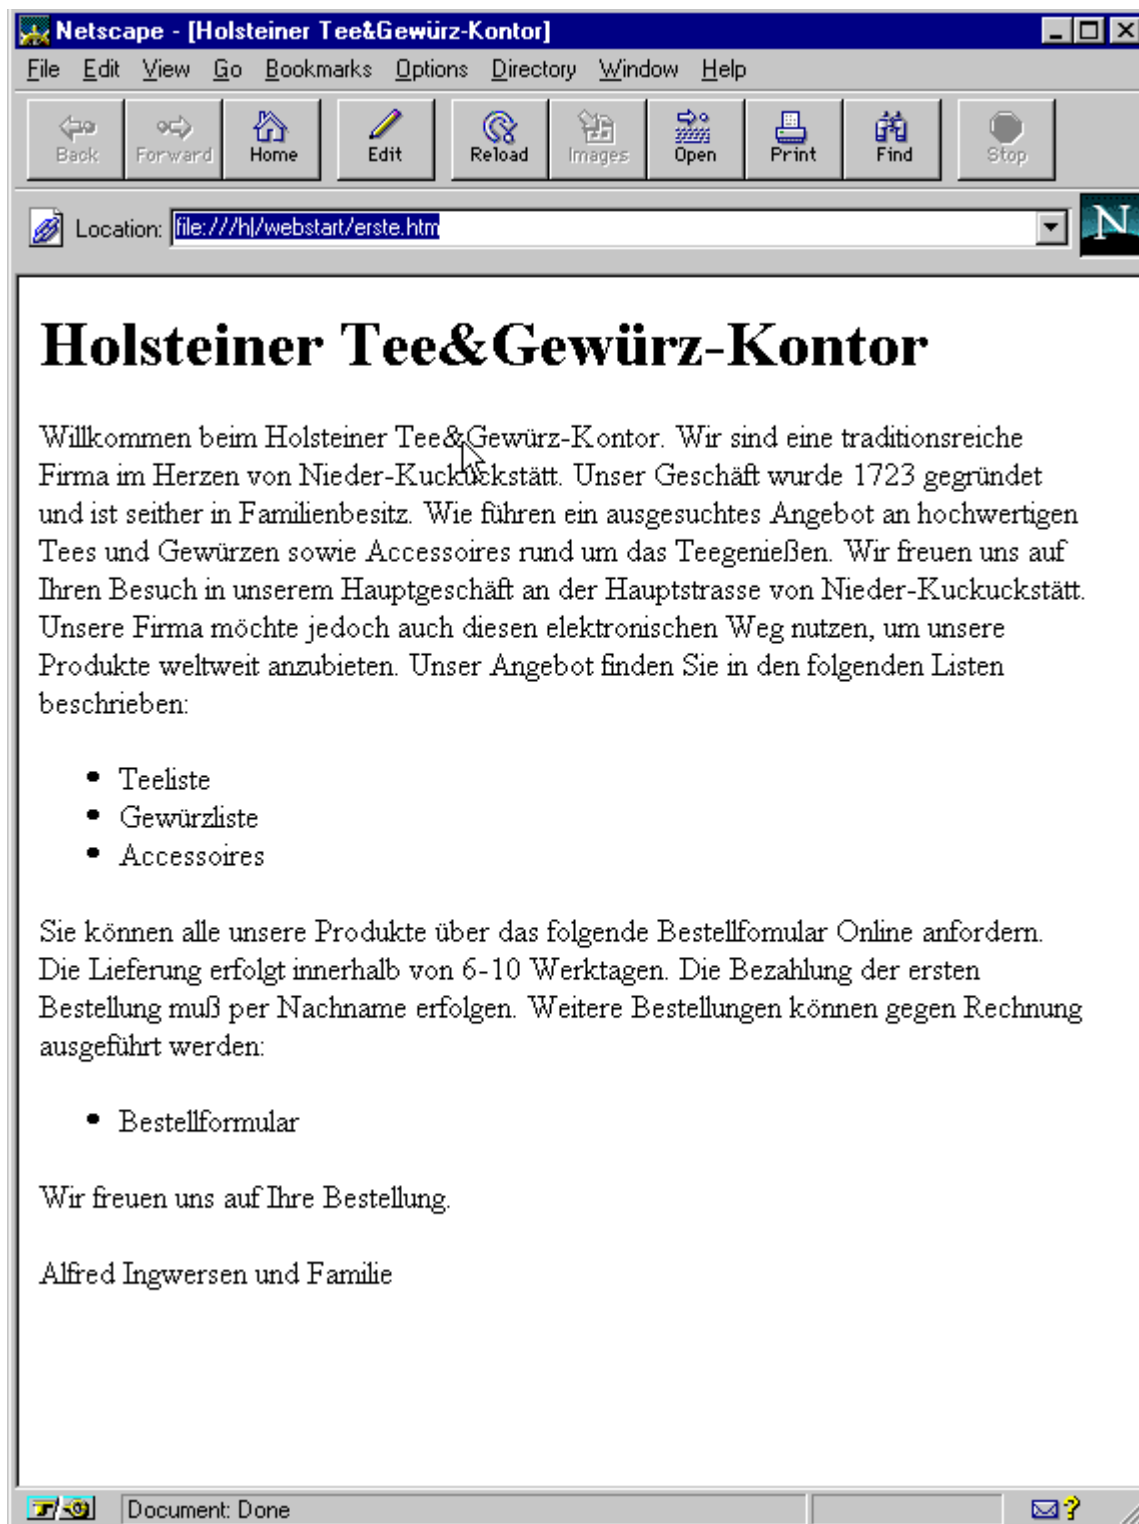 Netscape - [Holsteiner Tee&Gewürz-Kontor]
File Edit View Go Bookmarks Options Directory Window Help
Back Forward Home Edit Reload Images Open Print Find Stop
Location: file:///h|/webstart/erste.htm
N
Holsteiner Tee&Gewürz-Kontor
Willkommen beim Holsteiner Tee&Gewürz-Kontor. Wir sind eine traditionsreiche
Firma im Herzen von Nieder-Kuckuckstätt. Unser Geschäft wurde 1723 gegründet
und ist seither in Familienbesitz. Wie führen ein ausgesuchtes Angebot an hochwertigen
Tees und Gewürzen sowie Accessoires rund um das Teegenießen. Wir freuen uns auf
Ihren Besuch in unserem Hauptgeschäft an der Hauptstrasse von Nieder-Kuckuckstätt.
Unsere Firma möchte jedoch auch diesen elektronischen Weg nutzen, um unsere
Produkte weltweit anzubieten. Unser Angebot finden Sie in den folgenden Listen
beschrieben:
• Teeliste
• Gewürzliste
• Accessoires
Sie können alle unsere Produkte über das folgende Bestellfomular Online anfordern.
Die Lieferung erfolgt innerhalb von 6-10 Werktagen. Die Bezahlung der ersten
Bestellung muß per Nachname erfolgen. Weitere Bestellungen können gegen Rechnung
ausgeführt werden:
• Bestellformular
Wir freuen uns auf Ihre Bestellung.
Alfred Ingwersen und Familie
Document: Done
?